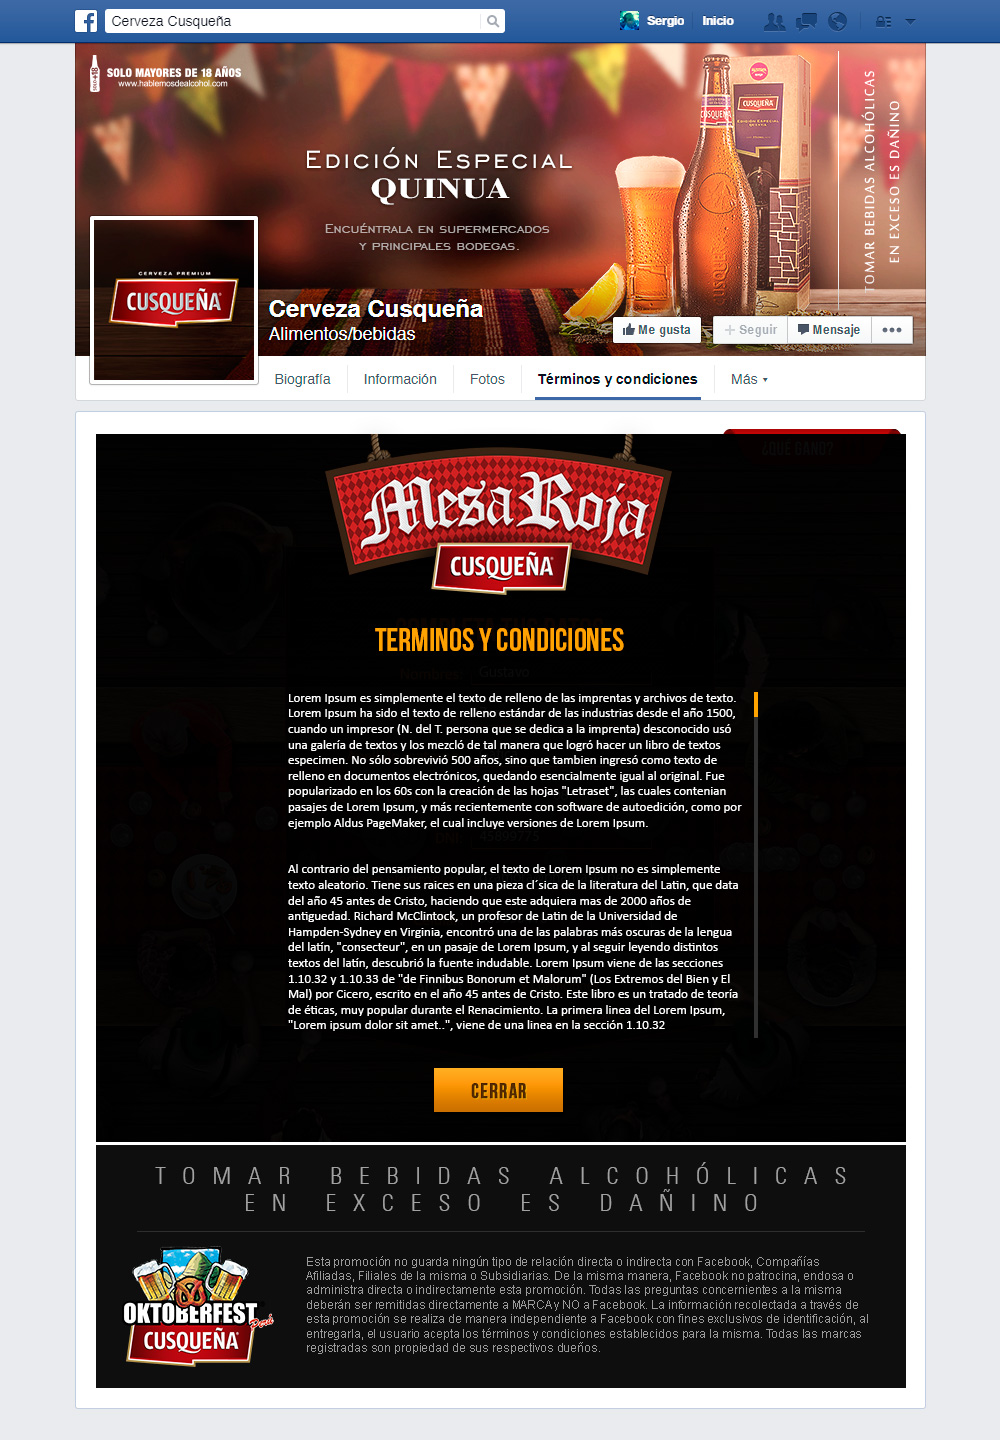 Cerveza Cusqueña
Sergio
Inicio
SOLO +18
SOLO MAYORES DE 18 AÑOS
www.hablemosdealcohol.com
EDICIÓN ESPECIAL
QUINUA
ENCUÉNTRALA EN SUPERMERCADOS
Y PRINCIPALES BODEGAS.
CUSQUEÑA
CUSQUEÑA
EDICIÓN ESPECIAL
QUINUA
CUSQUEÑA
TOMAR BEBIDAS ALCOHÓLICAS
EN EXCESO ES DAÑINO
CERVEZA PREMIUM
CUSQUEÑA
Cerveza Cusqueña
Alimentos/bebidas
Me gusta
Seguir
Mensaje
Biografía
Información
Fotos
Términos y condiciones
Más
¿QUÉ GANO?
Mesa Roja
CUSQUEÑA
TERMINOS Y CONDICIONES
Nombres:
Gustavo
Lorem Ipsum es simplemente el texto de relleno de las imprentas y archivos de texto.
Lorem Ipsum ha sido el texto de relleno estándar de las industrias desde el año 1500,
cuando un impresor (N. del T. persona que se dedica a la imprenta) desconocido usó
una galería de textos y los mezcló de tal manera que logró hacer un libro de textos
especimen. No sólo sobrevivió 500 años, sino que tambien ingresó como texto de
relleno en documentos electrónicos, quedando esencialmente igual al original. Fue
popularizado en los 60s con la creación de las hojas "Letraset", las cuales contenian
pasajes de Lorem Ipsum, y más recientemente con software de autoedición, como por
ejemplo Aldus PageMaker, el cual incluye versiones de Lorem Ipsum.
Al contrario del pensamiento popular, el texto de Lorem Ipsum no es simplemente
texto aleatorio. Tiene sus raices en una pieza cl´sica de la literatura del Latin, que data
del año 45 antes de Cristo, haciendo que este adquiera mas de 2000 años de
antiguedad. Richard McClintock, un profesor de Latin de la Universidad de
Hampden-Sydney en Virginia, encontró una de las palabras más oscuras de la lengua
del latín, "consecteur", en un pasaje de Lorem Ipsum, y al seguir leyendo distintos
textos del latín, descubrió la fuente indudable. Lorem Ipsum viene de las secciones
1.10.32 y 1.10.33 de "de Finnibus Bonorum et Malorum" (Los Extremos del Bien y El
Mal) por Cicero, escrito en el año 45 antes de Cristo. Este libro es un tratado de teoría
de éticas, muy popular durante el Renacimiento. La primera linea del Lorem Ipsum,
"Lorem ipsum dolor sit amet..", viene de una linea en la sección 1.10.32
CERRAR
TOMAR BEBIDAS ALCOHÓLICAS
EN EXCESO ES DAÑINO
OKTOBERFEST
Perú
CUSQUEÑA
Esta promoción no guarda ningún tipo de relación directa o indirecta con Facebook, Compañías
Afiliadas, Filiales de la misma o Subsidiarias. De la misma manera, Facebook no patrocina, endosa o
administra directa o indirectamente esta promoción. Todas las preguntas concernientes a la misma
deberán ser remitidas directamente a MARCA y NO a Facebook. La información recolectada a través de
esta promoción se realiza de manera independiente a Facebook con fines exclusivos de identificación, al
entregarla, el usuario acepta los términos y condiciones establecidos para la misma. Todas las marcas
registradas son propiedad de sus respectivos dueños.